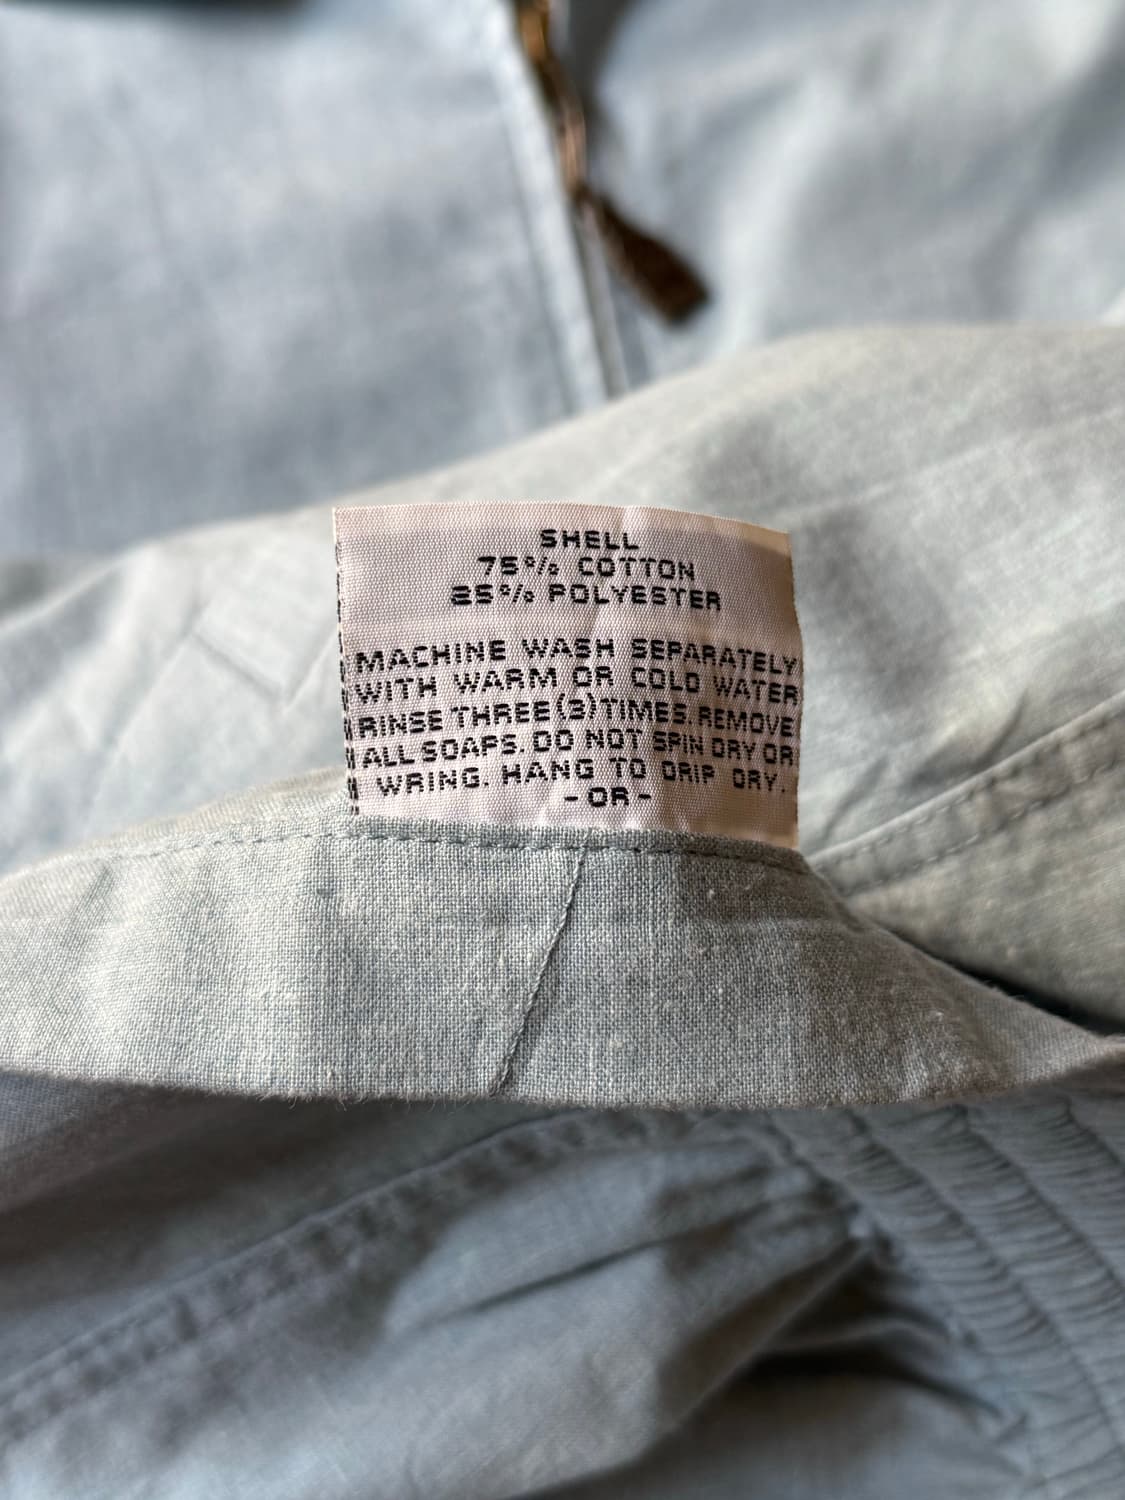 SHELL
75% COTTON
25% POLYESTER
MACHINE WASH SEPARATELY
WITH WARM OR COLD WATER
RINSE THREE (3) TIMES. REMOVE
ALL SOAPS. DO NOT SPIN DRY OR
WRING. HANG TO DRIP DRY.
-OR-